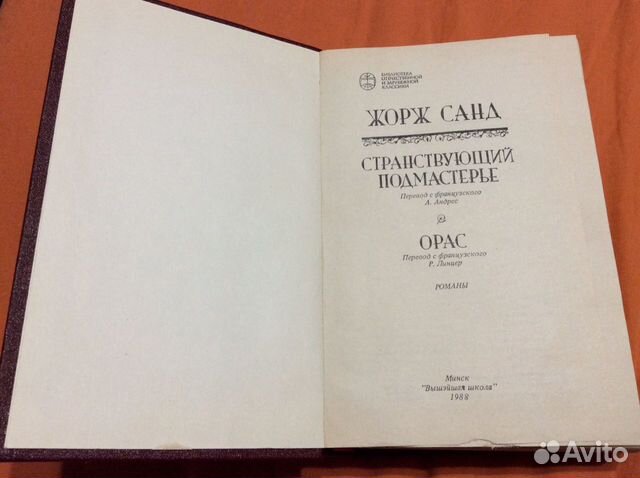 БИБЛИОТЕКА
ОТЕЧЕСТВЕННОЙ
И ЗАРУБЕЖНОЙ
КЛАССИКИ
ЖОРЖ САНД
СТРАНСТВУЮЩИЙ
ПОДМАСТЕРЬЕ
Перевод с французского
А. Андрес
ОРАС
Перевод с французского
Р. Линцер
РОМАНЫ
Минск
"Вышэйшая школа"
1988
Avito